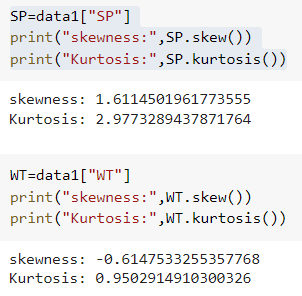 SP=data1["SP"]
print("skewness:",SP.skew())
print("Kurtosis:",SP.kurtosis())
skewness: 1.6114501961773555
Kurtosis: 2.9773289437871764
WT=data1["WT"]
print("skewness:",WT.skew())
print("Kurtosis:",WT.kurtosis())
skewness: -0.6147533255357768
Kurtosis: 0.9502914910300326